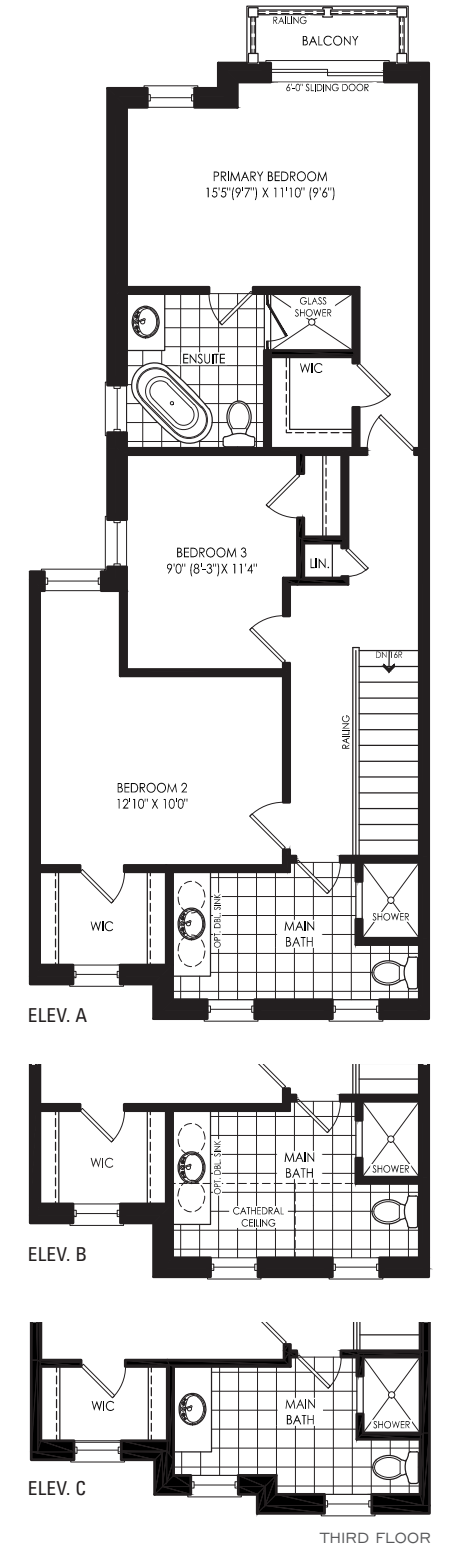 RAILING
BALCONY
6'-0" SLIDING DOOR
PRIMARY BEDROOM
15'5"(9'7") X 11'10" (9'6")
GLASS
SHOWER
ENSUITE
WIC
BEDROOM 3
9'0" (8'-3")X 11'4"
LIN.
DN 16R
RAILING
BEDROOM 2
12'10" X 10'0"
WIC
OPT. DBL. SINK
MAIN
BATH
SHOWER
ELEV. A
WIC
OPT. DBL. SINK
MAIN
BATH
SHOWER
CATHEDRAL
CEILING
ELEV. B
WIC
MAIN
BATH
SHOWER
ELEV. C
THIRD FLOOR